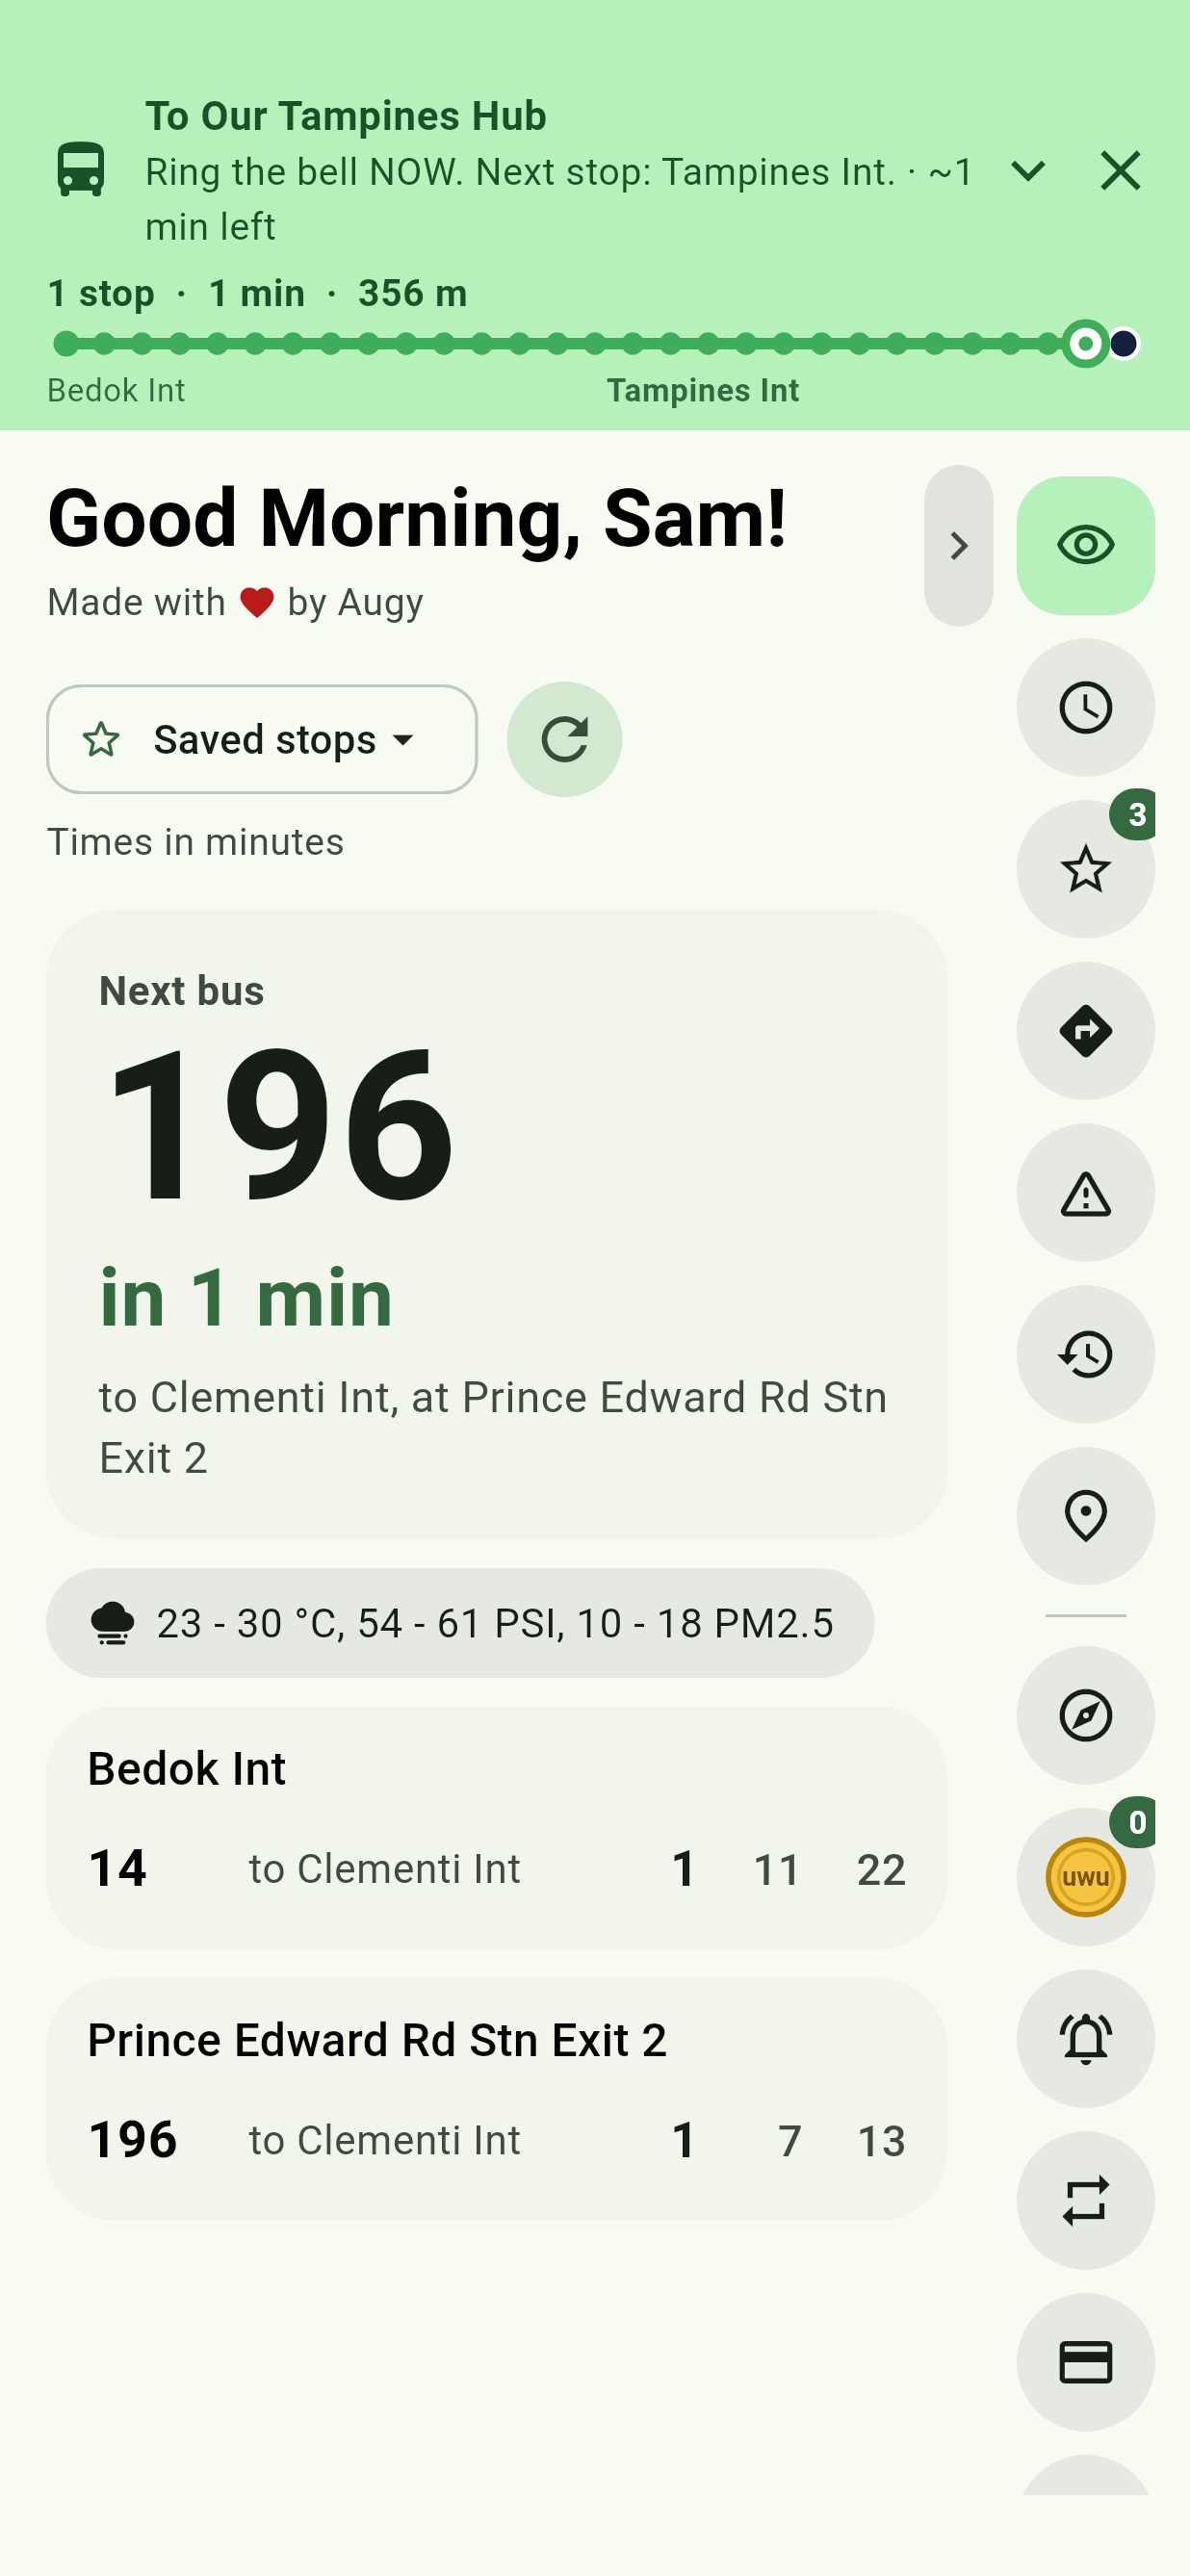 To Our Tampines Hub
Ring the bell NOW. Next stop: Tampines Int. · ~1
min left
1 stop · 1 min · 356 m
Bedok Int
Tampines Int
Good Morning, Sam!
Made with ❤ by Augy
Saved stops
Times in minutes
3
Next bus
196
in 1 min
to Clementi Int, at Prince Edward Rd Stn
Exit 2
23 - 30 °C, 54 - 61 PSI, 10 - 18 PM2.5
Bedok Int
14 to Clementi Int 1 11 22
0
uwu
Prince Edward Rd Stn Exit 2
196 to Clementi Int 1 7 13